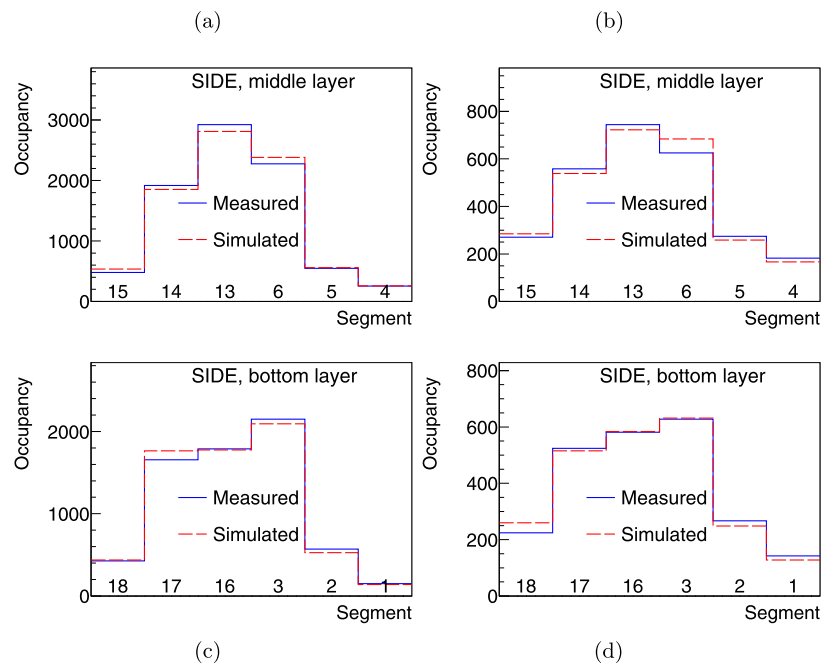 (a)
(b)
SIDE, middle layer
Occupancy
3000
2000
1000
0
Measured
Simulated
15 14 13 6 5 4
Segment
SIDE, middle layer
Occupancy
800
600
400
200
0
Measured
Simulated
15 14 13 6 5 4
Segment
SIDE, bottom layer
Occupancy
2000
1000
0
Measured
Simulated
18 17 16 3 2 1
Segment
SIDE, bottom layer
Occupancy
800
600
400
200
0
Measured
Simulated
18 17 16 3 2 1
Segment
(c)
(d)